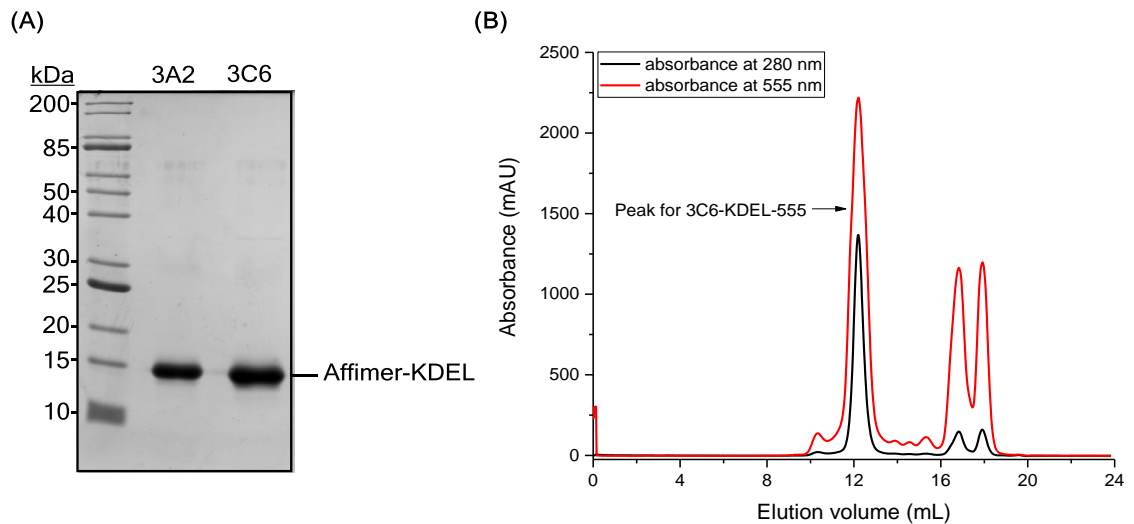 (A)
kDa
3A2
3C6
200
85
50
40
30
25
20
15
10
Affimer-KDEL
(B)
absorbance at 280 nm
absorbance at 555 nm
Peak for 3C6-KDEL-555
Absorbance (mAU)
2500
2000
1500
1000
500
0
0 4 8 12 16 20 24
Elution volume (mL)